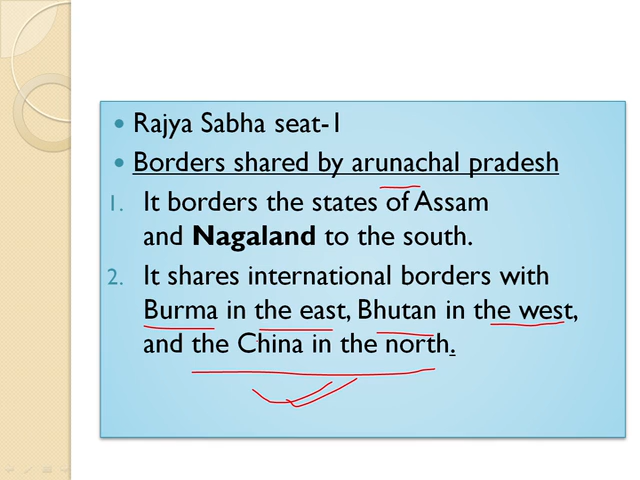 • Rajya Sabha seat-1
• Borders shared by arunachal pradesh
1. It borders the states of Assam
and Nagaland to the south.
2. It shares international borders with
Burma in the east, Bhutan in the west,
and the China in the north.